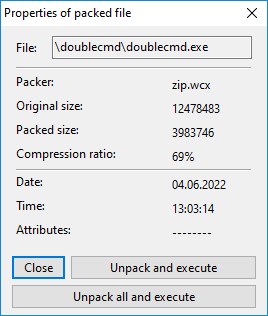 Properties of packed file
File: \doublecmd\doublecmd.exe
Packer: zip.wcx
Original size: 12478483
Packed size: 3983746
Compression ratio: 69%
Date: 04.06.2022
Time: 13:03:14
Attributes: --------
Close Unpack and execute
Unpack all and execute